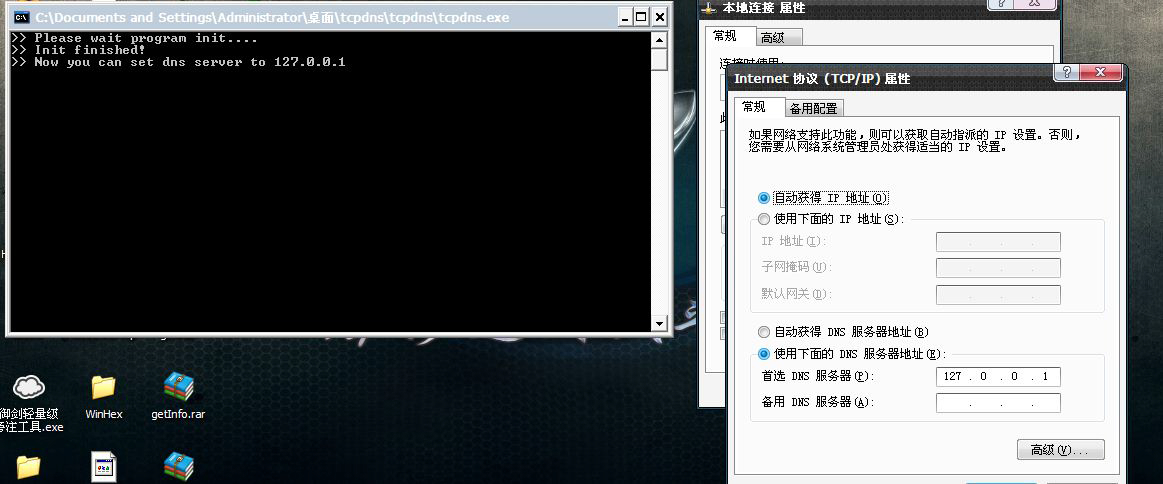 C:\Documents and Settings\Administrator\桌面\tcpdns\tcpdns\tcpdns.exe
>> Please wait program init....
>> Init finished!
>> Now you can set dns server to 127.0.0.1
本地连接 属性
常规
高级
连接时使用:
Internet 协议 (TCP/IP) 属性
常规
备用配置
如果网络支持此功能，则可以获取自动指派的 IP 设置。否则，
您需要从网络系统管理员处获得适当的 IP 设置。
自动获得 IP 地址(O)
使用下面的 IP 地址(S):
IP 地址(I):
子网掩码(U):
默认网关(D):
自动获得 DNS 服务器地址(B)
使用下面的 DNS 服务器地址(E):
首选 DNS 服务器(P):
127 . 0 . 0 . 1
备用 DNS 服务器(A):
高级(V)...
御剑轻量级
旁注工具.exe
WinHex
getInfo.rar